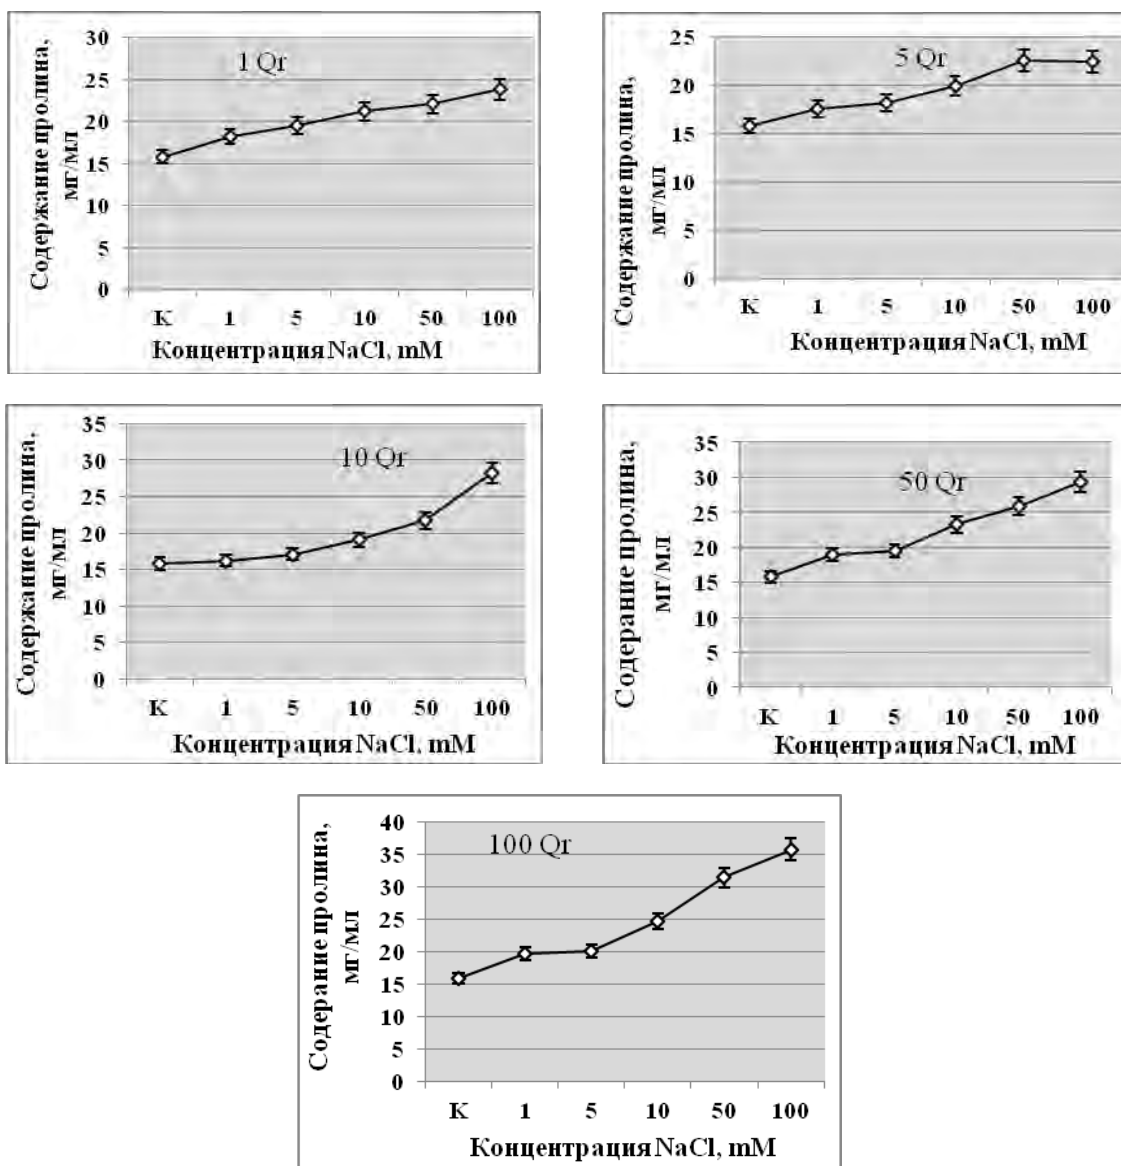 1 Qr
Содержание пролина,
мг/мл
30
25
20
15
10
5
0
К 1 5 10 50 100
Концентрация NaCl, mM
5 Qr
Содержание пролина,
мг/мл
25
20
15
10
5
0
К 1 5 10 50 100
Концентрация NaCl, mM
10 Qr
Содержание пролина,
мг/мл
35
30
25
20
15
10
5
0
К 1 5 10 50 100
Концентрация NaCl, mM
50 Qr
Содерание пролина,
мг/мл
35
30
25
20
15
10
5
0
К 1 5 10 50 100
Концентрация NaCl, mM
100 Qr
Содерание пролина,
мг/мл
40
35
30
25
20
15
10
5
0
К 1 5 10 50 100
Концентрация NaCl, mM